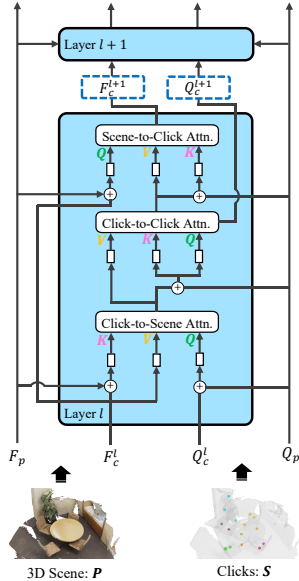 Layer l + 1
F_c^{l+1} Q_c^{l+1}
Scene-to-Click Attn.
Q V K
Click-to-Click Attn.
V K Q
Click-to-Scene Attn.
K V Q
Layer l
F_p F_c^l Q_c^l Q_p
3D Scene: P Clicks: S